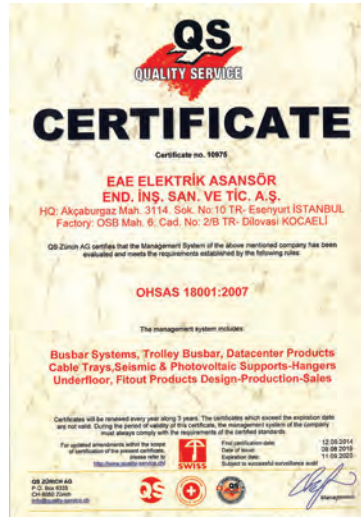 QS
QUALITY SERVICE
CERTIFICATE
Certificate no. 10975
EAE ELEKTRİK ASANSÖR
END. İNŞ. SAN. VE TİC. A.Ş.
HQ: Akçaburgaz Mah. 3114. Sok. No:10 TR- Esenyurt İSTANBUL
Factory: OSB Mah. 6. Cad. No: 2/B TR- Dilovası KOCAELİ
QS Zürich AG certifies that the Management System of the above mentioned company has been
evaluated and meets the requirements established by the following rules:
OHSAS 18001:2007
The management system includes:
Busbar Systems, Trolley Busbar, Datacenter Products
Cable Trays,Seismic & Photovoltaic Supports-Hangers
Underfloor, Fitout Products Design-Production-Sales
Certificates will be renewed every year along 3 years. The certificates which exceed the expiration date
are not valid. During the period of validity of this certificate, the management system of the company
must always comply with the requirements of the certified standards.
For updated amendments within the scope
of certification of the present certificate,
please refer to
http://www.quality-service.ch/
SWISS
First certification date:
Date of issue:
Expiration date:
Subject to successful surveillance audit
12.09.2014
11.09.2020
QS ZÜRICH AG
P.O. Box 6335
CH-8050 Zürich
info@quality-service.ch
QS
QS
Management